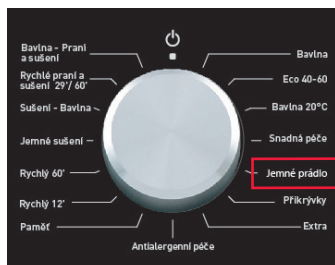 Bavlna - Praní
a sušení
Rychlé praní a
sušení 29'/ 60'
Sušení - Bavlna
Jemné sušení
Rychlý 60'
Rychlý 12'
Paměť
Antialergenní péče
Bavlna
Eco 40-60
Bavlna 20°C
Snadná péče
Jemné prádlo
Přikrývky
Extra